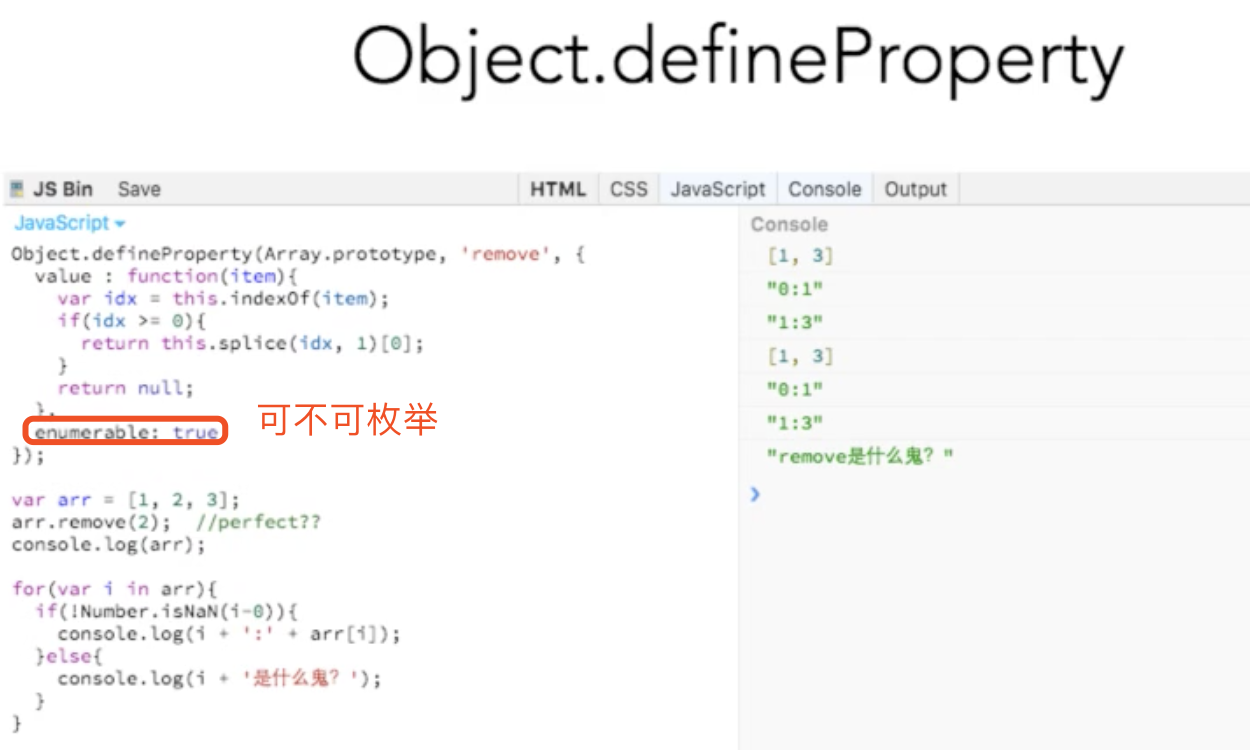 Object.defineProperty
JS Bin Save HTML CSS JavaScript Console Output
JavaScript
Object.defineProperty(Array.prototype, 'remove', {
value : function(item){
var idx = this.indexOf(item);
if(idx >= 0){
return this.splice(idx, 1)[0];
}
return null;
},
enumerable: true
可不可枚举
});
var arr = [1, 2, 3];
arr.remove(2); //perfect??
console.log(arr);
for(var i in arr){
if(!Number.isNaN(i-0)){
console.log(i + ':' + arr[i]);
}else{
console.log(i + '是什么鬼？');
}
}
Console
[1, 3]
"0:1"
"1:3"
[1, 3]
"0:1"
"1:3"
"remove是什么鬼？"